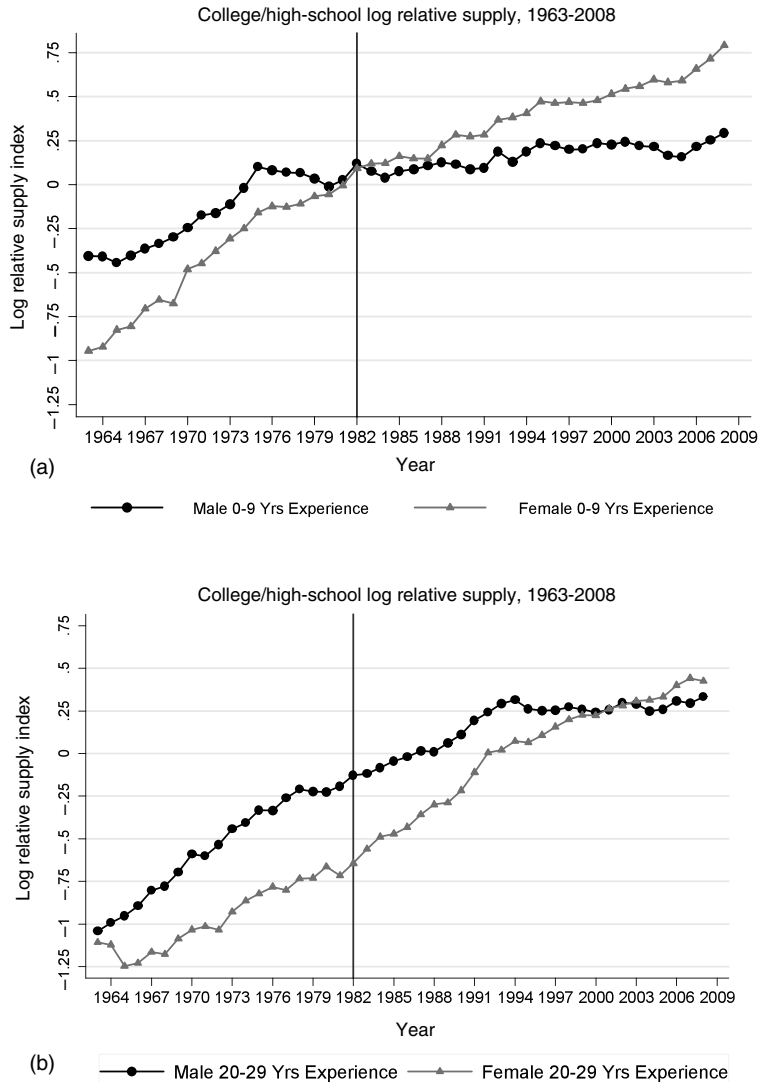 College/high-school log relative supply, 1963-2008
Log relative supply index
.75
.5
.25
0
−.25
−.5
−.75
−1
−1.25
1964 1967 1970 1973 1976 1979 1982 1985 1988 1991 1994 1997 2000 2003 2006 2009
Year
(a)
Male 0-9 Yrs Experience Female 0-9 Yrs Experience
College/high-school log relative supply, 1963-2008
Log relative supply index
.75
.5
.25
0
−.25
−.5
−.75
−1
−1.25
1964 1967 1970 1973 1976 1979 1982 1985 1988 1991 1994 1997 2000 2003 2006 2009
Year
(b)
Male 20-29 Yrs Experience Female 20-29 Yrs Experience